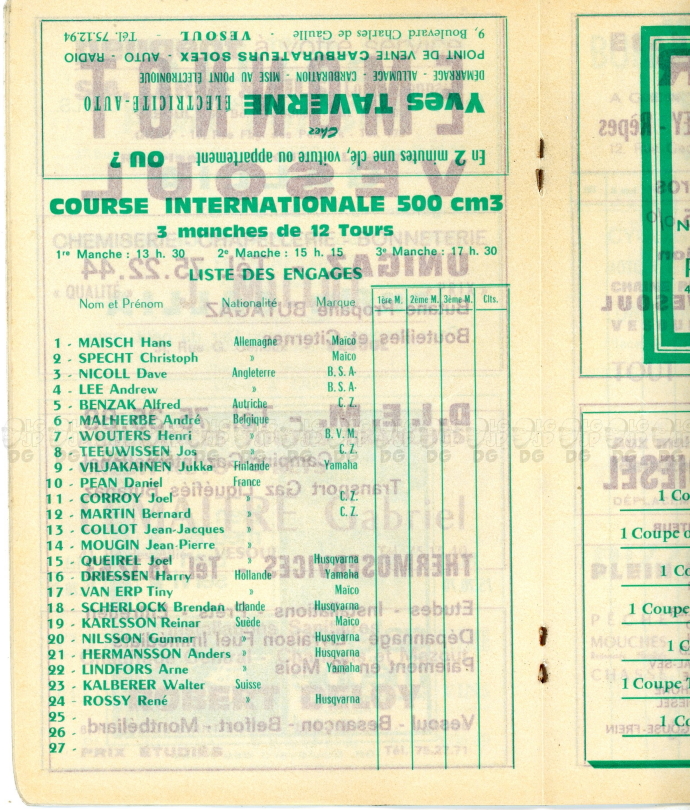 En 2 minutes une clé, voiture ou appartement OU ?
Chez
Yves TAVERNE ELECTRICITE-AUTO
DÉMARRAGE - ALLUMAGE - CARBURATION - MISE AU POINT ÉLECTRONIQUE
POINT DE VENTE CARBURATEURS SOLEX - AUTO - RADIO
9, Boulevard Charles de Gaulle - VESOUL - Tél. 75.12.94
COURSE INTERNATIONALE 500 cm3
3 manches de 12 Tours
1re Manche : 13 h. 30 2e Manche : 15 h. 15 3e Manche : 17 h. 30
LISTE DES ENGAGES
Nom et Prénom Nationalité Marque 1ère M. 2ème M. 3ème M. Clts.
1 - MAISCH Hans Allemagne Maico
2 - SPECHT Christoph » Maico
3 - NICOLL Dave Angleterre B.S.A.
4 - LEE Andrew » B.S.A.
5 - BENZAK Alfred Autriche C.Z.
6 - MALHERBE André Belgique
7 - WOUTERS Henri » B.V.M.
8 - TEEUWISSEN Jos » C.Z.
9 - VILJAKAINEN Jukka Finlande Yamaha
10 - PEAN Daniel France
11 - CORROY Joel » C.Z.
12 - MARTIN Bernard » C.Z.
13 - COLLOT Jean-Jacques »
14 - MOUGIN Jean-Pierre »
15 - QUEIREL Joel » Husqvarna
16 - DRIESSEN Harry Hollande Yamaha
17 - VAN ERP Tiny » Maico
18 - SCHERLOCK Brendan Irlande Husqvarna
19 - KARLSSON Reinar Suède Maico
20 - NILSSON Gunnar » Husqvarna
21 - HERMANSSON Anders » Husqvarna
22 - LINDFORS Arne » Yamaha
23 - KALBERER Walter Suisse
24 - ROSSY René » Husqvarna
25 -
26 -
27 -
1 Co
1 Coupe d
1 Co
1 Coupe
1 C
1 Coupe T
1 Co